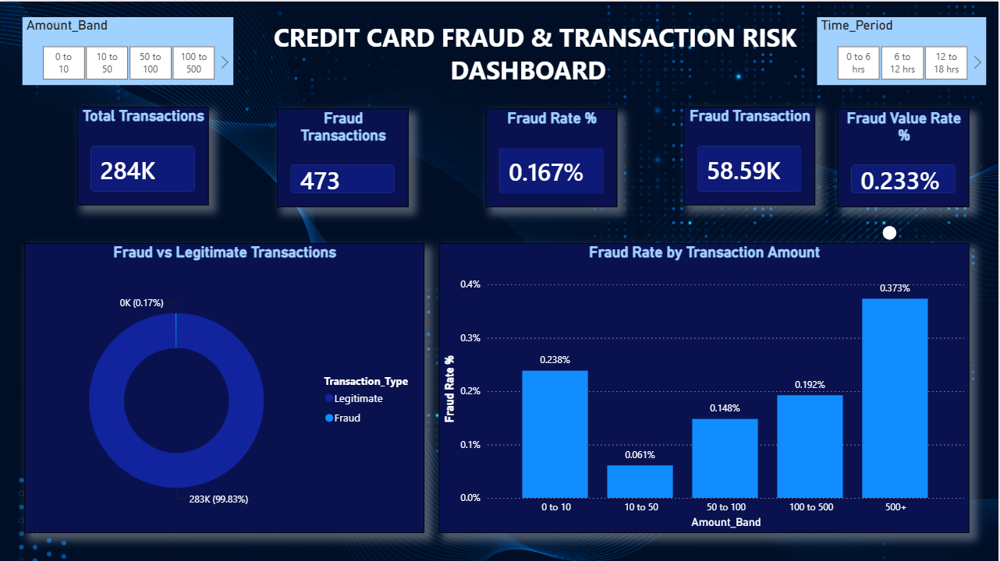 Amount_Band
0 to
10
10 to
50
50 to
100
100 to
500
CREDIT CARD FRAUD & TRANSACTION RISK
DASHBOARD
Time_Period
0 to 6
hrs
6 to
12 hrs
12 to
18 hrs
Total Transactions
284K
Fraud
Transactions
473
Fraud Rate %
0.167%
Fraud Transaction
58.59K
Fraud Value Rate
%
0.233%
Fraud vs Legitimate Transactions
0K (0.17%)
283K (99.83%)
Transaction_Type
Legitimate
Fraud
Fraud Rate by Transaction Amount
Fraud Rate %
0.4%
0.3%
0.2%
0.1%
0.0%
0.238%
0.061%
0.148%
0.192%
0.373%
0 to 10
10 to 50
50 to 100
100 to 500
500+
Amount_Band